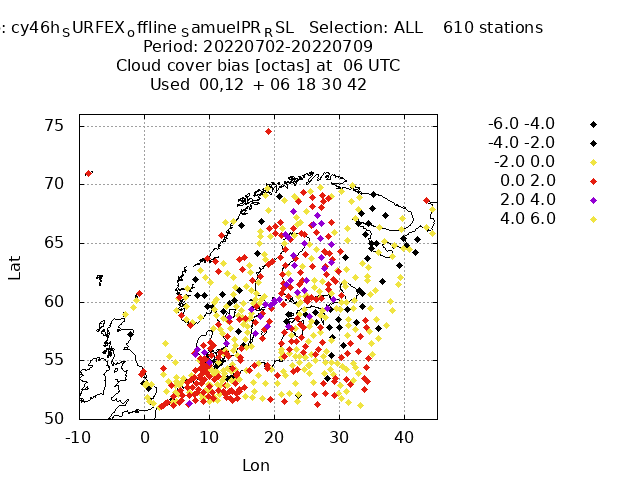 : cy46h_SURFEX_offline_SamuelPR_RSL Selection: ALL 610 stations
Period: 20220702-20220709
Cloud cover bias [octas] at 06 UTC
Used 00,12 + 06 18 30 42
-6.0 -4.0
-4.0 -2.0
-2.0 0.0
0.0 2.0
2.0 4.0
4.0 6.0
75
70
65
60
55
50
Lat
-10 0 10 20 30 40
Lon